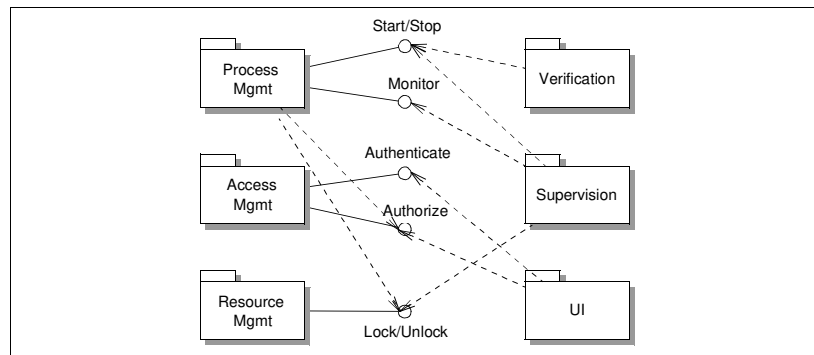 Start/Stop
Process
Mgmt
Verification
Monitor
Authenticate
Access
Mgmt
Supervision
Authorize
Resource
Mgmt
UI
Lock/Unlock